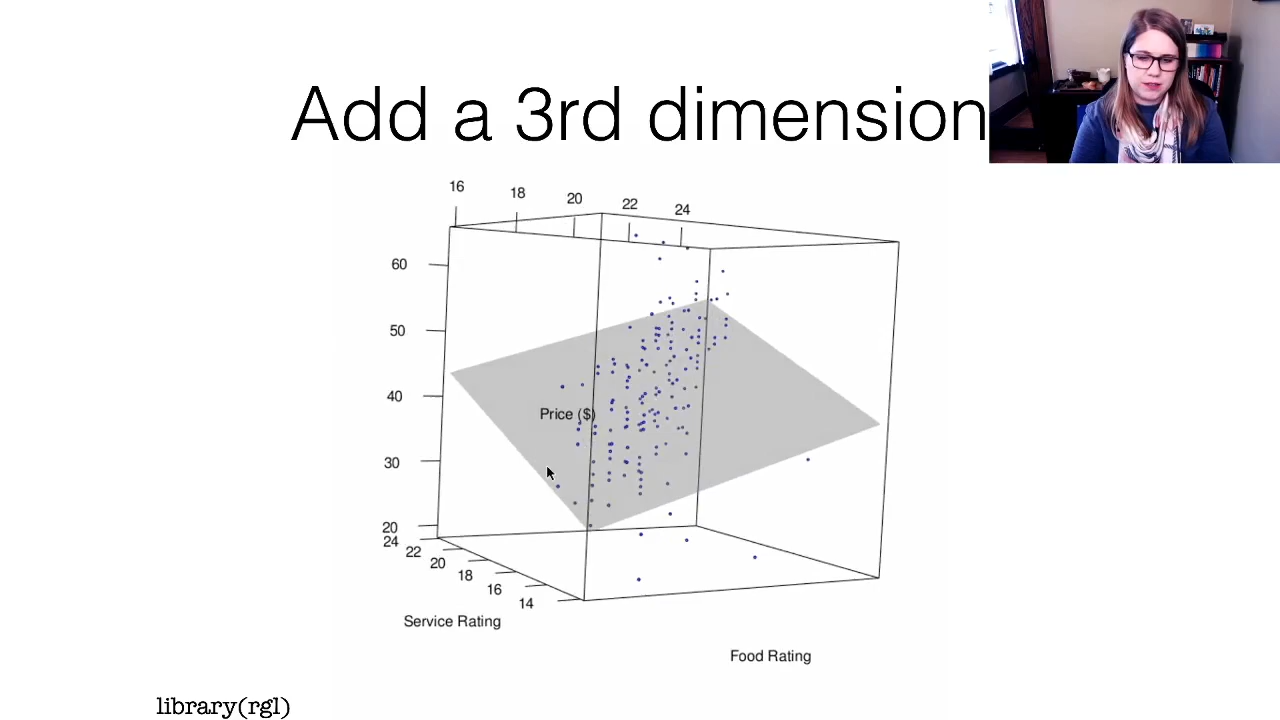 Add a 3rd dimension
16 18 20 22 24
60
50
Price ($)
40
30
20
24 22 20 18 16 14
Service Rating
Food Rating
library(rgl)